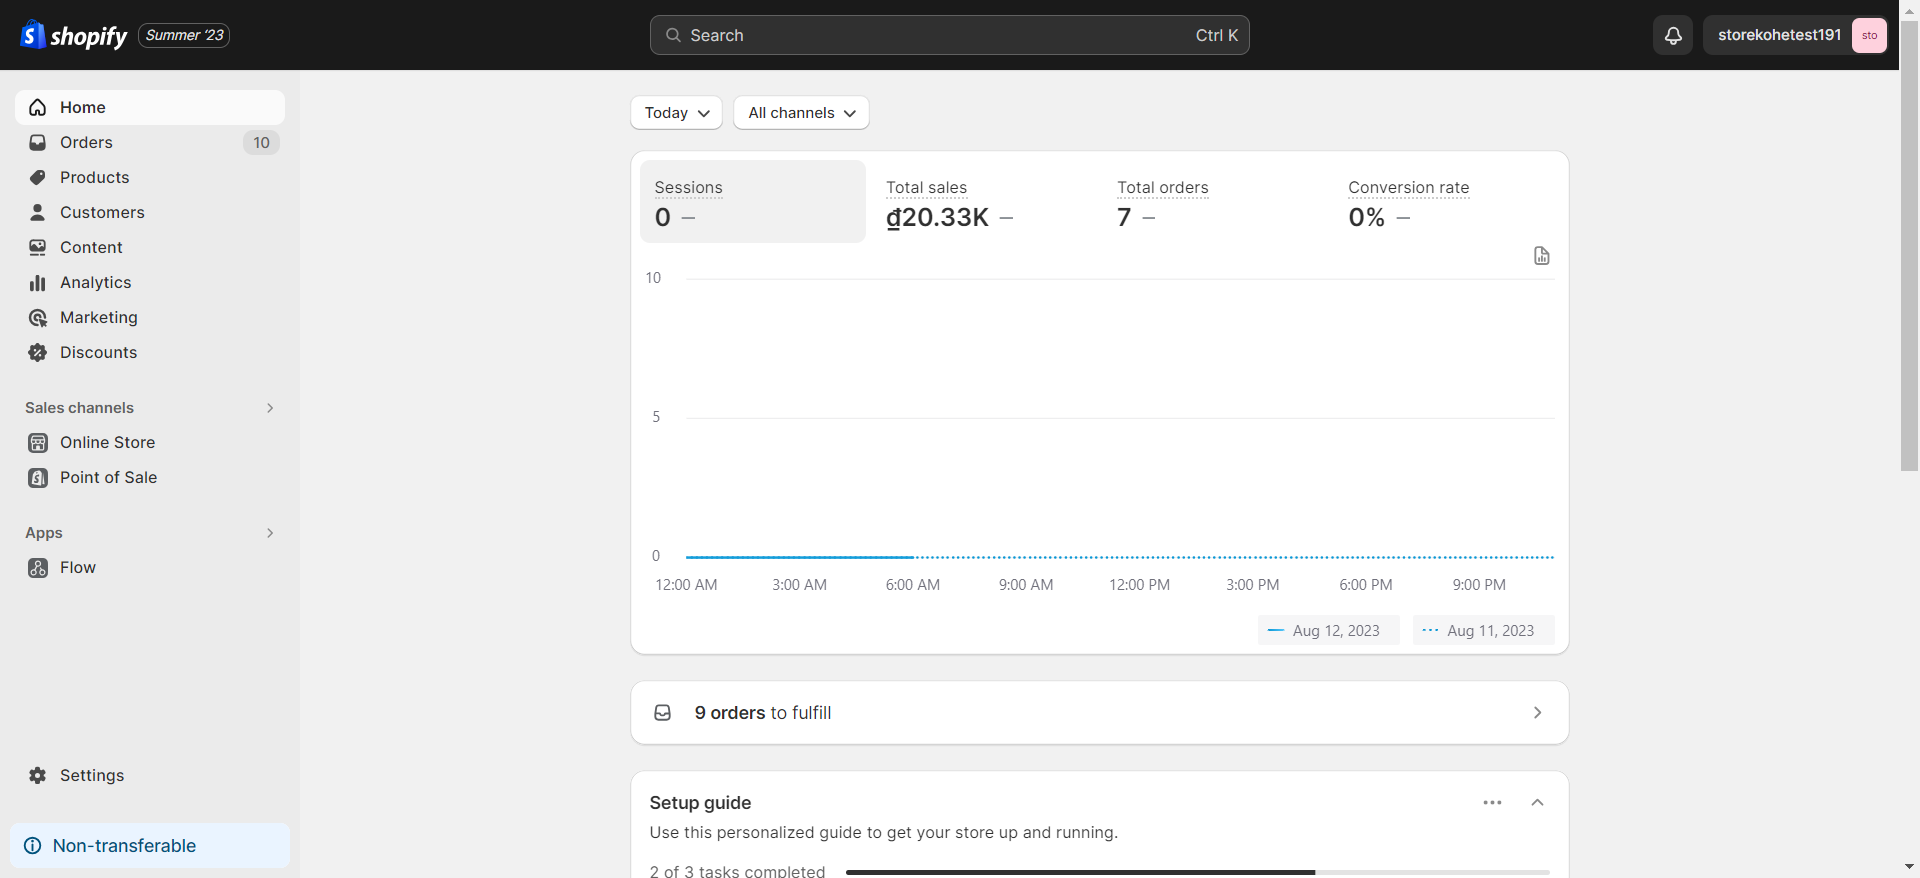 shopify Summer '23
Search Ctrl K
storekohetest191 sto
Home
Orders 10
Products
Customers
Content
Analytics
Marketing
Discounts
Sales channels
Online Store
Point of Sale
Apps
Flow
Settings
Non-transferable
Today All channels
Sessions Total sales Total orders Conversion rate
0 – ₫20.33K – 7 – 0% –
10
5
0
12:00 AM 3:00 AM 6:00 AM 9:00 AM 12:00 PM 3:00 PM 6:00 PM 9:00 PM
Aug 12, 2023 Aug 11, 2023
9 orders to fulfill
Setup guide
Use this personalized guide to get your store up and running.
2 of 3 tasks completed